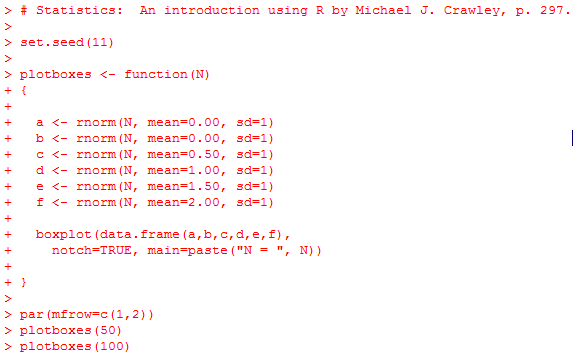 > # Statistics:  An introduction using R by Michael J. Crawley, p. 297.
>
> set.seed(11)
>
> plotboxes <- function(N)
+ {
+
+   a <- rnorm(N, mean=0.00, sd=1)
+   b <- rnorm(N, mean=0.00, sd=1)
+   c <- rnorm(N, mean=0.50, sd=1)
+   d <- rnorm(N, mean=1.00, sd=1)
+   e <- rnorm(N, mean=1.50, sd=1)
+   f <- rnorm(N, mean=2.00, sd=1)
+
+   boxplot(data.frame(a,b,c,d,e,f),
+     notch=TRUE, main=paste("N = ", N))
+
+ }
>
> par(mfrow=c(1,2))
> plotboxes(50)
> plotboxes(100)